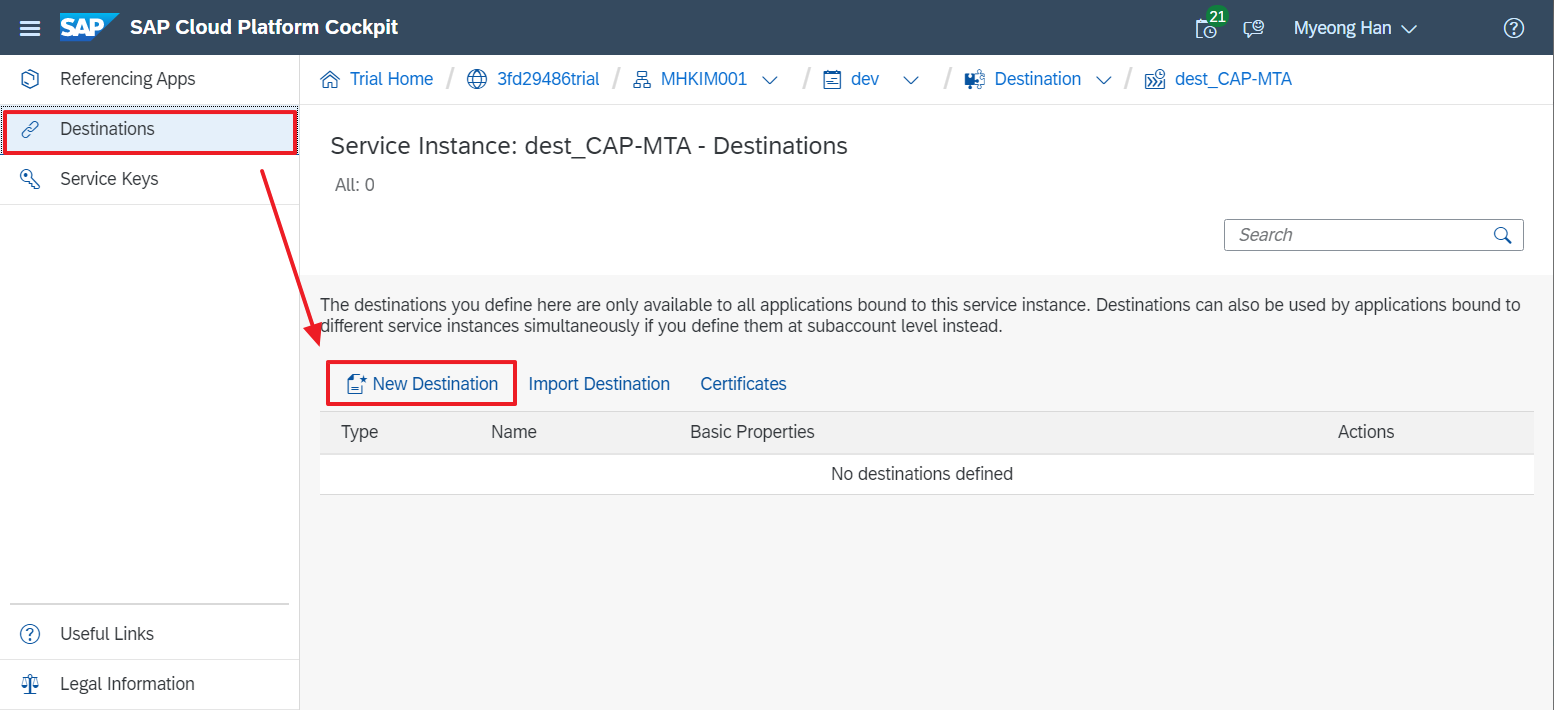 SAP SAP Cloud Platform Cockpit 21 Myeong Han
Referencing Apps
Destinations
Service Keys
Useful Links
Legal Information
Trial Home / 3fd29486trial / MHKIM001 / dev / Destination / dest_CAP-MTA
Service Instance: dest_CAP-MTA - Destinations
All: 0
Search
The destinations you define here are only available to all applications bound to this service instance. Destinations can also be used by applications bound to
different service instances simultaneously if you define them at subaccount level instead.
New Destination Import Destination Certificates
Type Name Basic Properties Actions
No destinations defined